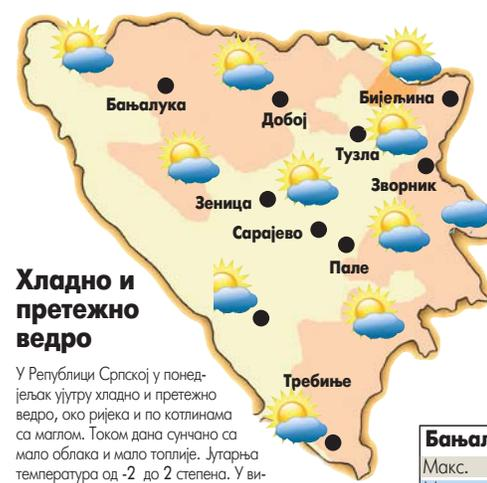 Бањалука
Добој
Бијељина
Тузла
Зворник
Зеница
Сарајево
Пале
Требиње
Хладно и
претежно
ведро
У Републици Српској у понед-
јељак ујутру хладно и претежно
ведро, око ријека и по котлинама
са маглом. Током дана сунчано са
мало облака и мало топлије. Јутарња
температура од -2 до 2 степена. У ви-
Бањал
Макс.